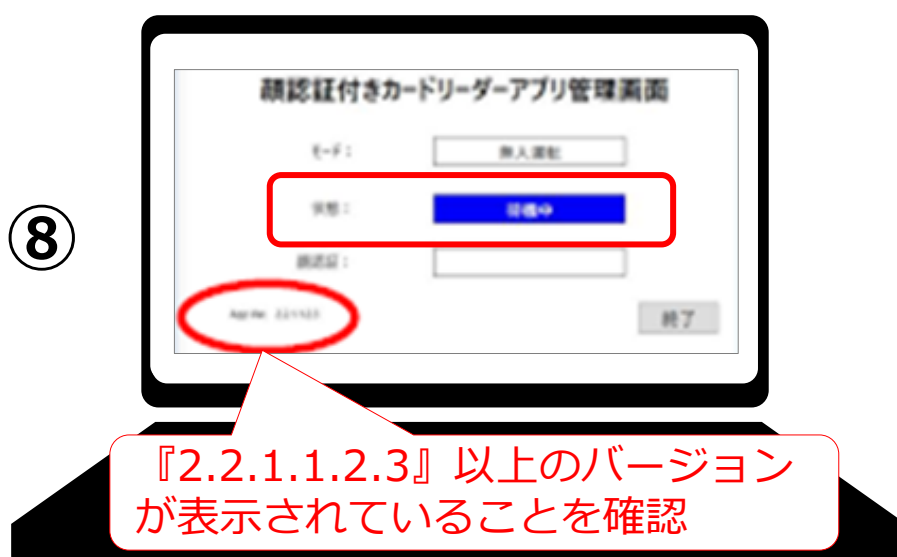 顔認証付きカードリーダーアプリ管理画面
モード： 無人運転
⑧
状態： 待機中
顔認証：
終了
『2.2.1.1.2.3』以上のバージョン
が表示されていることを確認